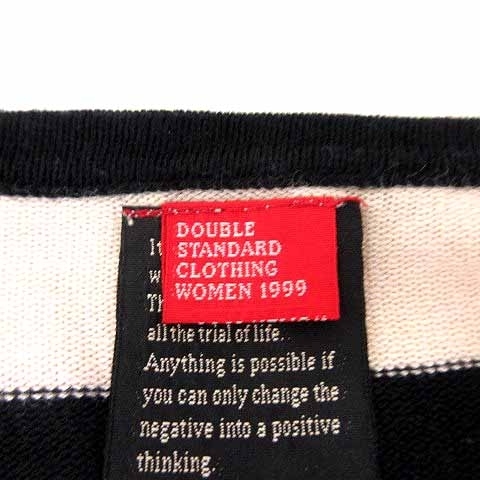 DOUBLE
STANDARD
CLOTHING
WOMEN 1999
all the trial of life.
Anything is possible if
you can only change the
negative into a positive
thinking.